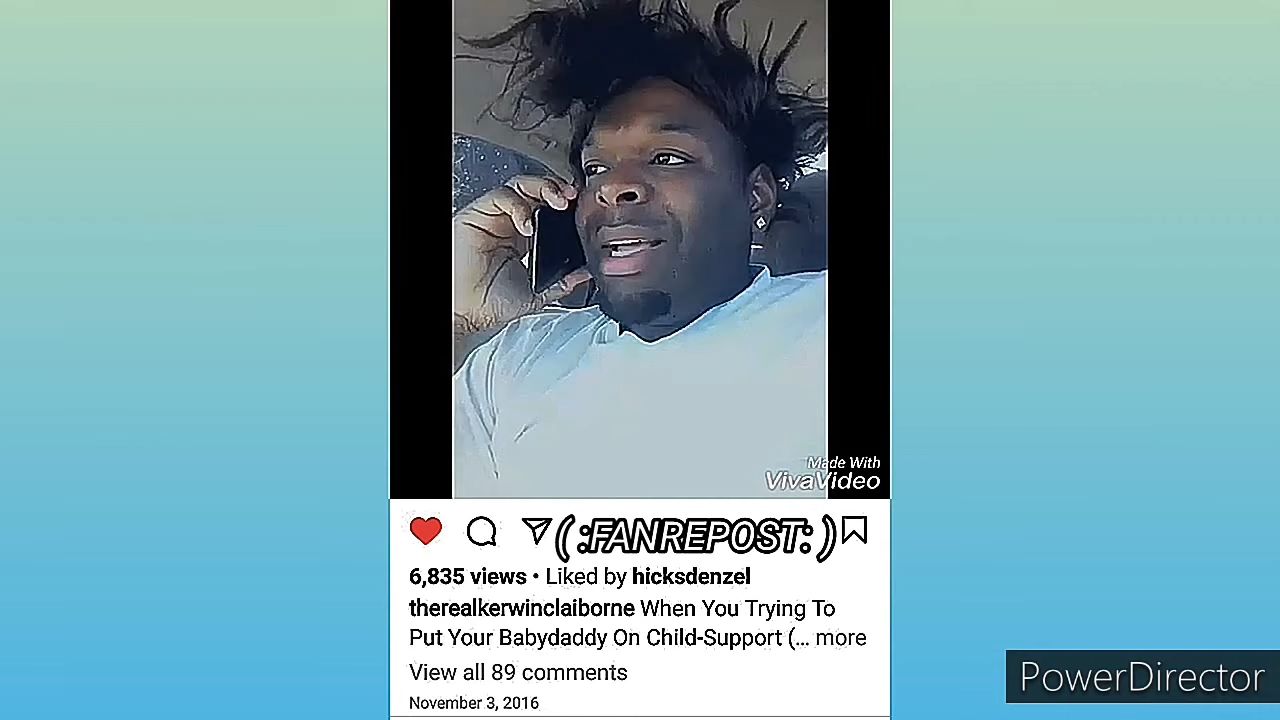 Made With
VivaVideo
(:FANREPOST:)
6,835 views • Liked by hicksdenzel
therealkerwinclaiborne When You Trying To
Put Your Babydaddy On Child-Support (... more
View all 89 comments
November 3, 2016
PowerDirector